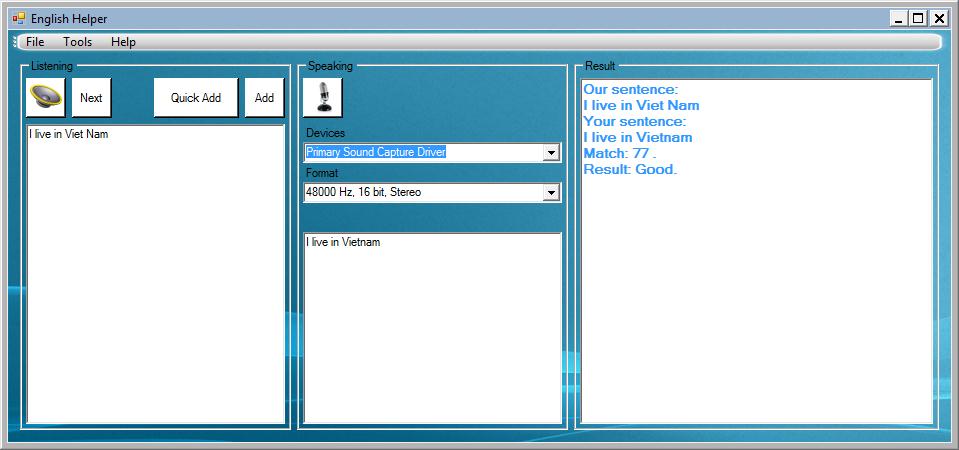 English Helper
File Tools Help
Listening
Next Quick Add Add
I live in Viet Nam
Speaking
Devices
Primary Sound Capture Driver
Format
48000 Hz, 16 bit, Stereo
I live in Vietnam
Result
Our sentence:
I live in Viet Nam
Your sentence:
I live in Vietnam
Match: 77 .
Result: Good.